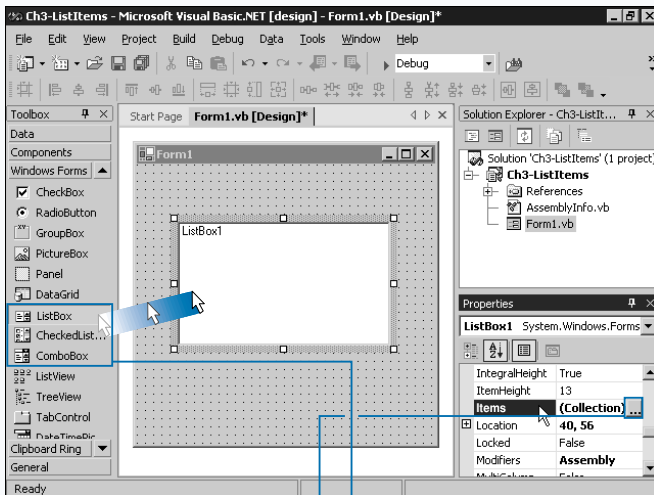 Ch3-ListItems - Microsoft Visual Basic.NET [design] - Form1.vb [Design]*
File Edit View Project Build Debug Data Tools Window Help
Debug
Toolbox
Data
Components
Windows Forms
CheckBox
RadioButton
GroupBox
PictureBox
Panel
DataGrid
ListBox
CheckedList...
ComboBox
ListView
TreeView
TabControl
DateTimePic
Clipboard Ring
General
Start Page Form1.vb [Design]*
Form1
ListBox1
Solution Explorer - Ch3-ListIt...
Solution 'Ch3-ListItems' (1 project)
Ch3-ListItems
References
AssemblyInfo.vb
Form1.vb
Properties
ListBox1 System.Windows.Forms
IntegralHeight True
ItemHeight 13
Items (Collection) ...
Location 40, 56
Locked False
Modifiers Assembly
MultiColumn False
Ready